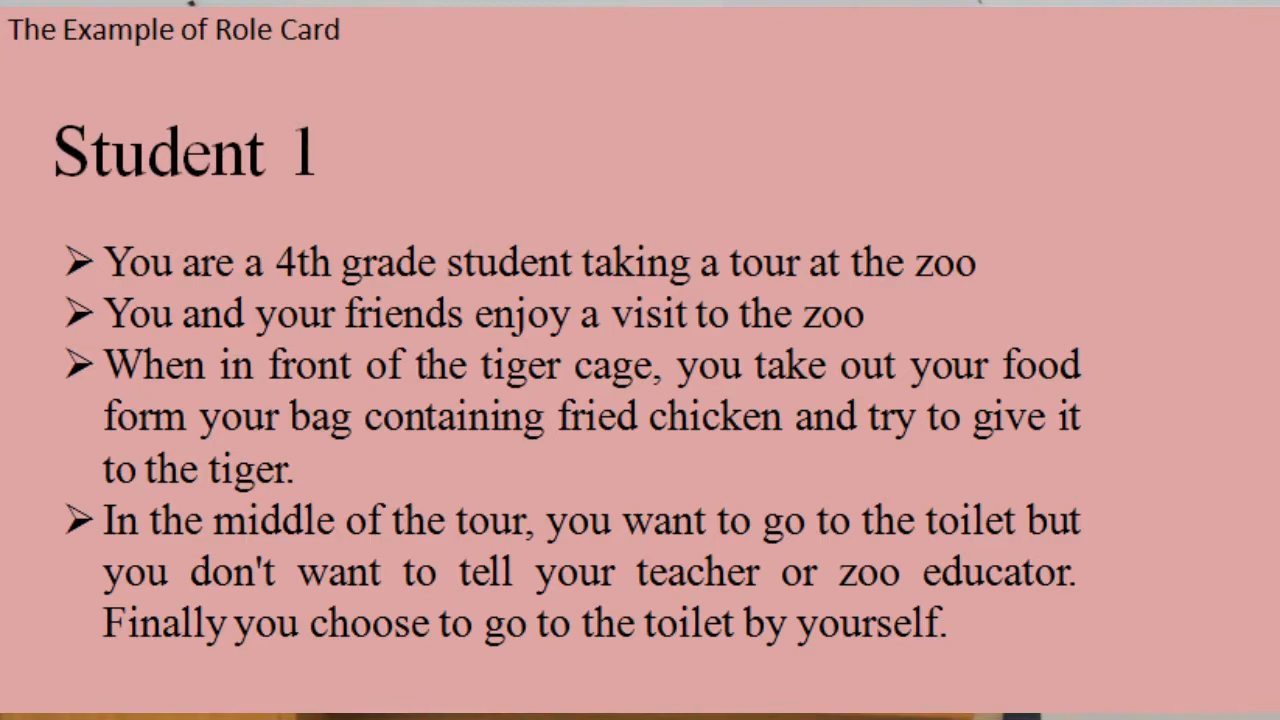 The Example of Role Card
Student 1
➢ You are a 4th grade student taking a tour at the zoo
➢ You and your friends enjoy a visit to the zoo
➢ When in front of the tiger cage, you take out your food
form your bag containing fried chicken and try to give it
to the tiger.
➢ In the middle of the tour, you want to go to the toilet but
you don't want to tell your teacher or zoo educator.
Finally you choose to go to the toilet by yourself.